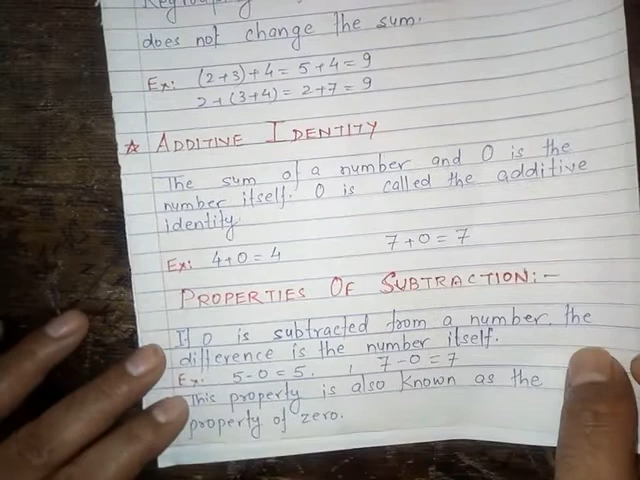 Regrouping
does not change the sum.
Ex: (2+3)+4 = 5+4 = 9
2+(3+4) = 2+7 = 9
☆ ADDITIVE IDENTITY
The sum of a number and 0 is the
number itself. 0 is called the additive
identity.
Ex: 4+0 = 4 7+0 = 7
PROPERTIES OF SUBTRACTION:-
If 0 is subtracted from a number, the
difference is the number itself.
Ex. 5-0 = 5. , 7-0 = 7
This property is also known as the
property of zero.